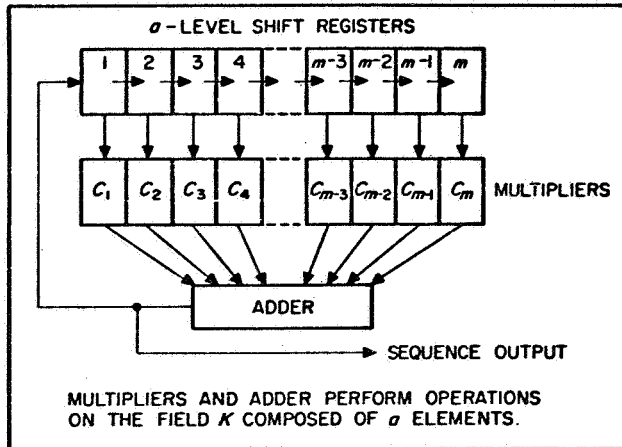 a-LEVEL SHIFT REGISTERS
1 2 3 4 m-3 m-2 m-1 m
C1 C2 C3 C4 Cm-3 Cm-2 Cm-1 Cm MULTIPLIERS
ADDER
SEQUENCE OUTPUT
MULTIPLIERS AND ADDER PERFORM OPERATIONS
ON THE FIELD K COMPOSED OF a ELEMENTS.